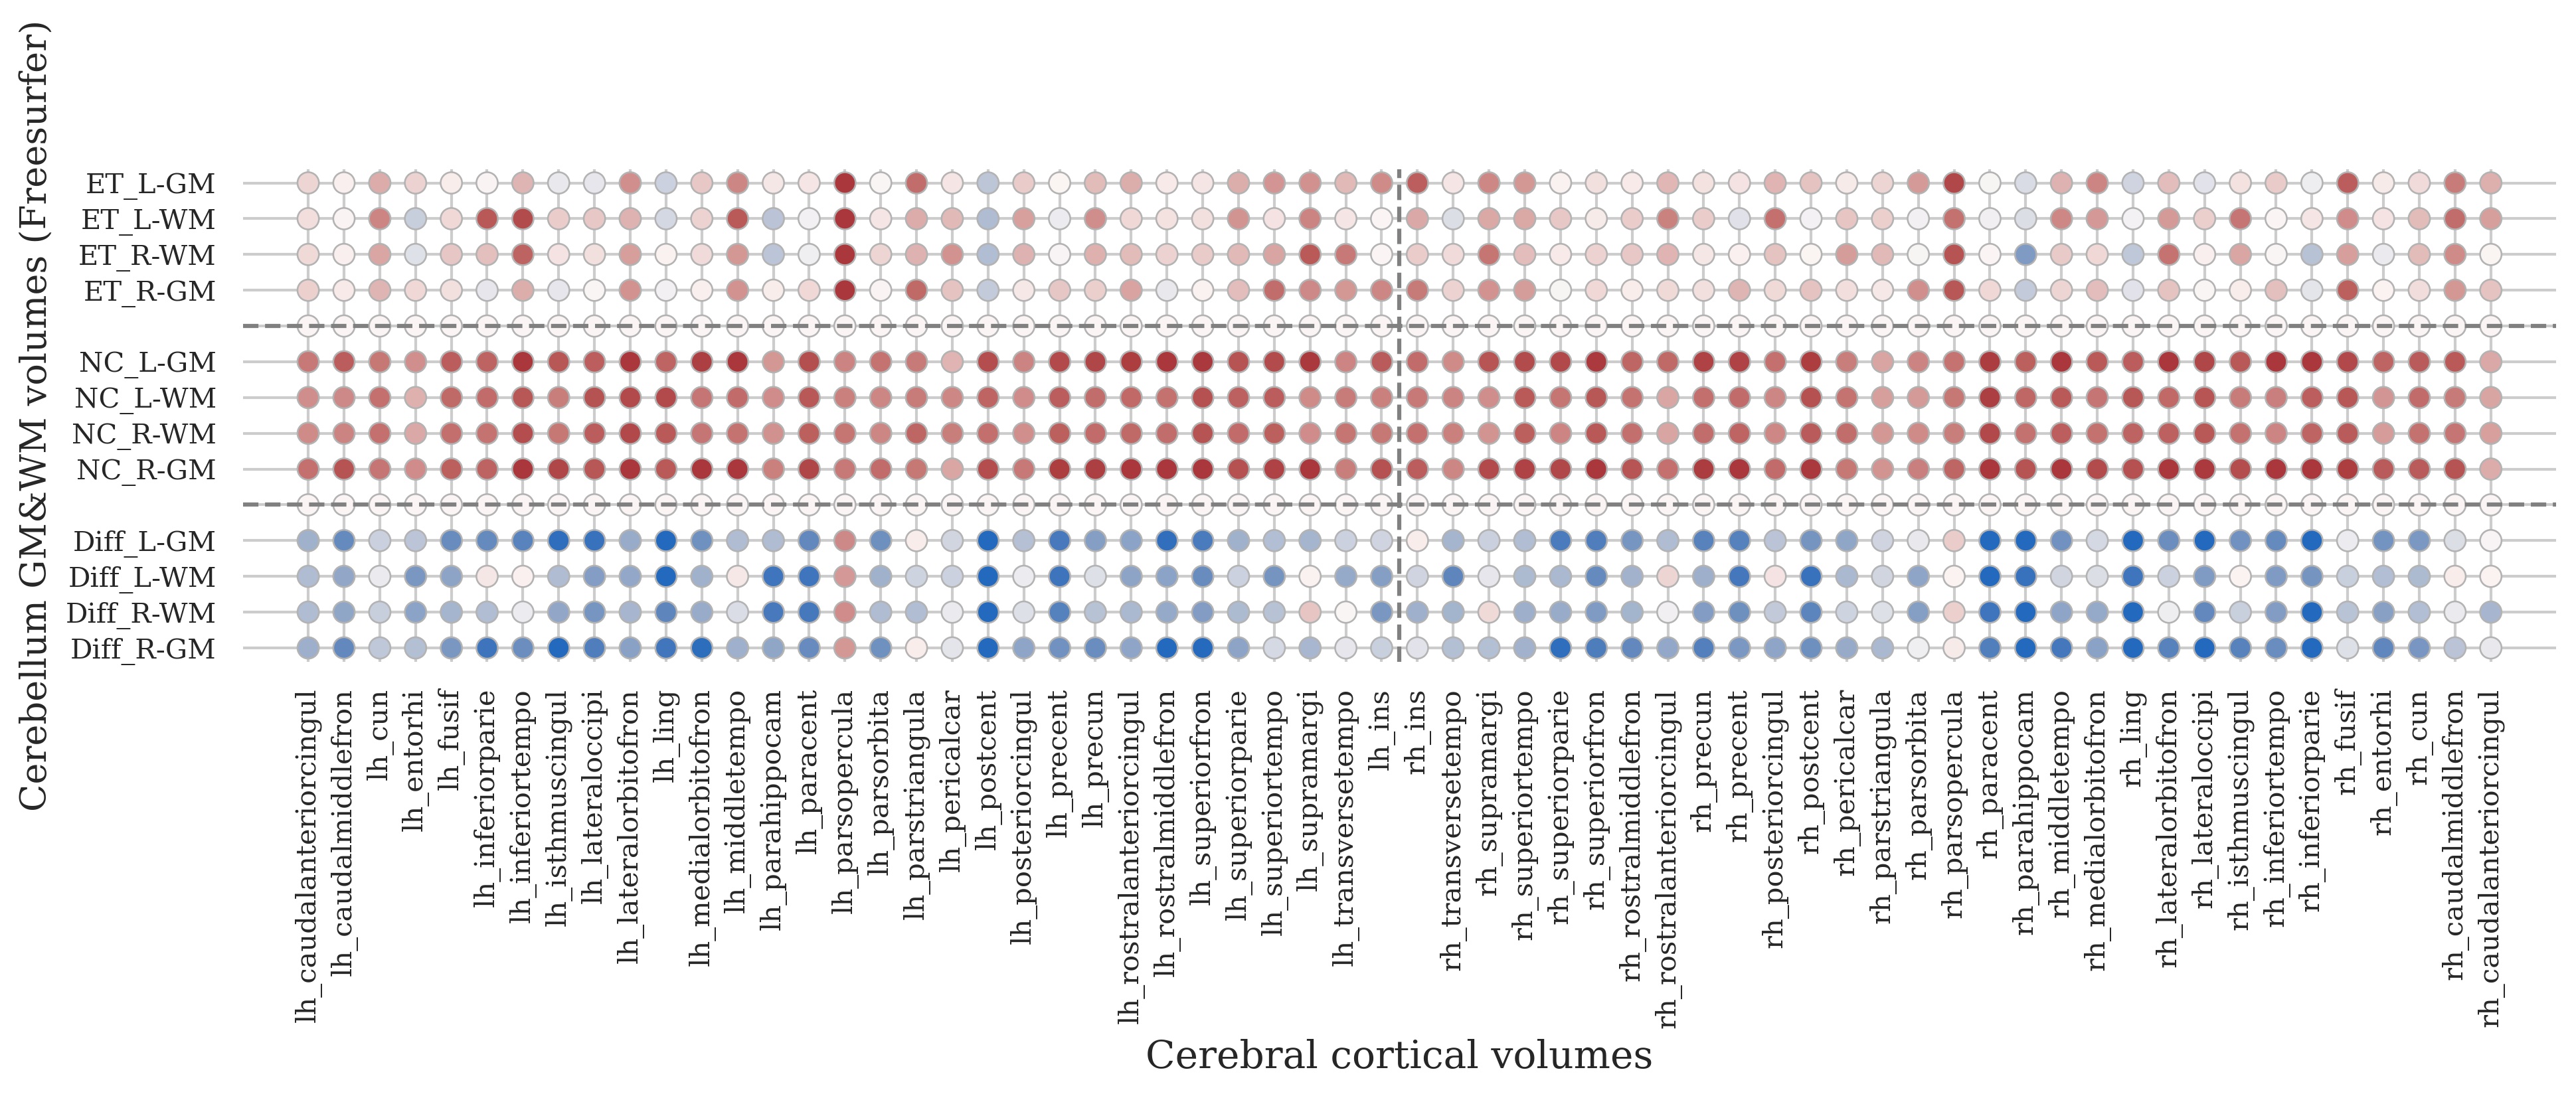 Cerebellum GM&WM volumes (Freesurfer)
ET_L-GM
ET_L-WM
ET_R-WM
ET_R-GM
NC_L-GM
NC_L-WM
NC_R-WM
NC_R-GM
Diff_L-GM
Diff_L-WM
Diff_R-WM
Diff_R-GM
lh_caudalanteriorcingul
lh_caudalmiddlefron
lh_cun
lh_entorhi
lh_fusif
lh_inferiorparie
lh_inferiortempo
lh_isthmuscingul
lh_lateraloccipi
lh_lateralorbitofron
lh_ling
lh_medialorbitofron
lh_middletempo
lh_parahippocam
lh_paracent
lh_parsopercula
lh_parsorbita
lh_parstriangula
lh_pericalcar
lh_postcent
lh_posteriorcingul
lh_precent
lh_precun
lh_rostralanteriorcingul
lh_rostralmiddlefron
lh_superiorfron
lh_superiorparie
lh_superiortempo
lh_supramargi
lh_transversetempo
lh_ins
rh_ins
rh_transversetempo
rh_supramargi
rh_superiortempo
rh_superiorparie
rh_superiorfron
rh_rostralmiddlefron
rh_rostralanteriorcingul
rh_precun
rh_precent
rh_posteriorcingul
rh_postcent
rh_pericalcar
rh_parstriangula
rh_parsorbita
rh_parsopercula
rh_paracent
rh_parahippocam
rh_middletempo
rh_medialorbitofron
rh_ling
rh_lateralorbitofron
rh_lateraloccipi
rh_isthmuscingul
rh_inferiortempo
rh_inferiorparie
rh_fusif
rh_entorhi
rh_cun
rh_caudalmiddlefron
rh_caudalanteriorcingul
Cerebral cortical volumes